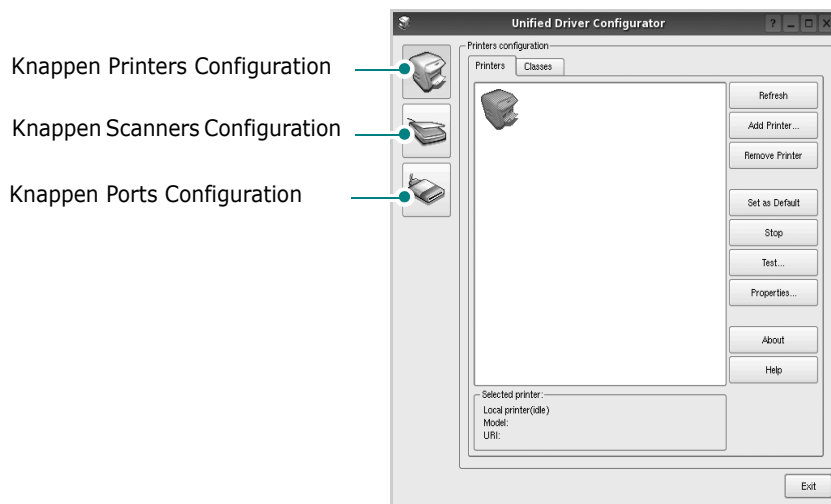 Knappen Printers Configuration
Knappen Scanners Configuration
Knappen Ports Configuration
Unified Driver Configurator
?
Printers configuration
Printers
Classes
Refresh
Add Printer...
Remove Printer
Set as Default
Stop
Test...
Properties...
About
Help
Selected printer:
Local printer(idle)
Model:
URI:
Exit